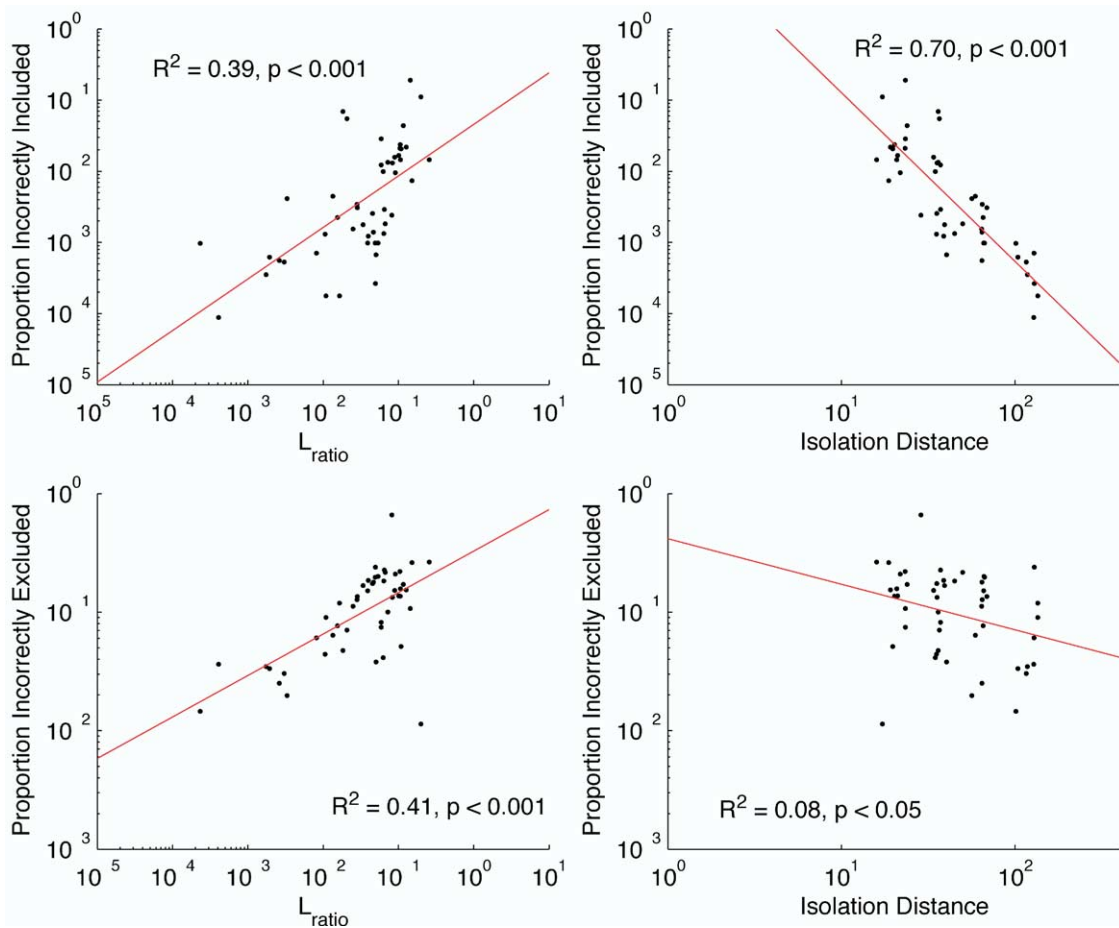 10^0
R^2 = 0.39, p < 0.001
10^1
10^2
10^3
10^4
10^5
Proportion Incorrectly Included
10^5 10^4 10^3 10^2 10^1 10^0 10^1
L_ratio
10^0
R^2 = 0.70, p < 0.001
10^1
10^2
10^3
10^4
10^5
Proportion Incorrectly Included
10^0 10^1 10^2
Isolation Distance
10^0
10^1
10^2
10^3
Proportion Incorrectly Excluded
R^2 = 0.41, p < 0.001
10^5 10^4 10^3 10^2 10^1 10^0 10^1
L_ratio
10^0
10^1
10^2
10^3
Proportion Incorrectly Excluded
R^2 = 0.08, p < 0.05
10^0 10^1 10^2
Isolation Distance